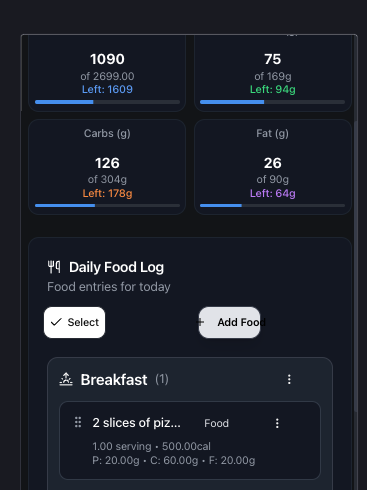 1090
75
of 2699.00
of 169g
Left: 1609
Left: 94g
Carbs (g)
Fat (g)
126
26
of 304g
of 90g
Left: 178g
Left: 64g
Daily Food Log
Food entries for today
Select
+ Add Food
Breakfast (1)
2 slices of piz... Food
1.00 serving • 500.00cal
P: 20.00g • C: 60.00g • F: 20.00g